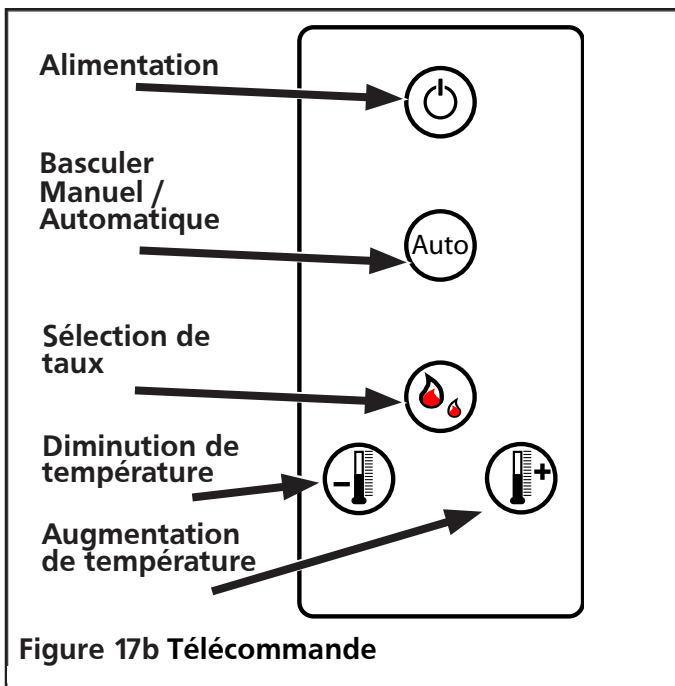 Alimentation
Basculer
Manuel /
Automatique
Auto
Sélection de
taux
Diminution de
température
–
+
Augmentation
de température
Figure 17b Télécommande